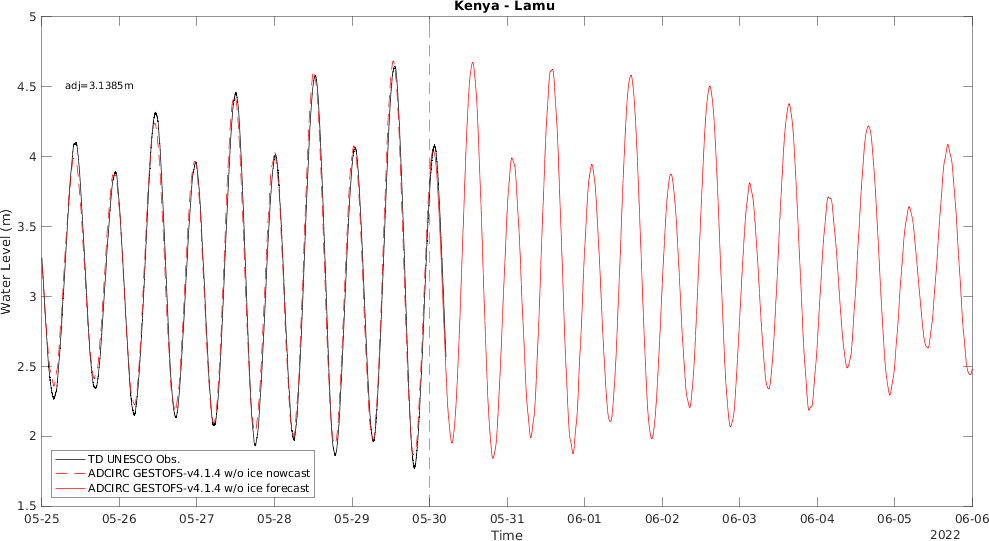 Kenya - Lamu
5
4.5
4
3.5
3
2.5
2
1.5
Water Level (m)
adj=3.1385m
TD UNESCO Obs.
ADCIRC GESTOFS-v4.1.4 w/o ice nowcast
ADCIRC GESTOFS-v4.1.4 w/o ice forecast
05-25 05-26 05-27 05-28 05-29 05-30 05-31 06-01 06-02 06-03 06-04 06-05 06-06
Time
2022